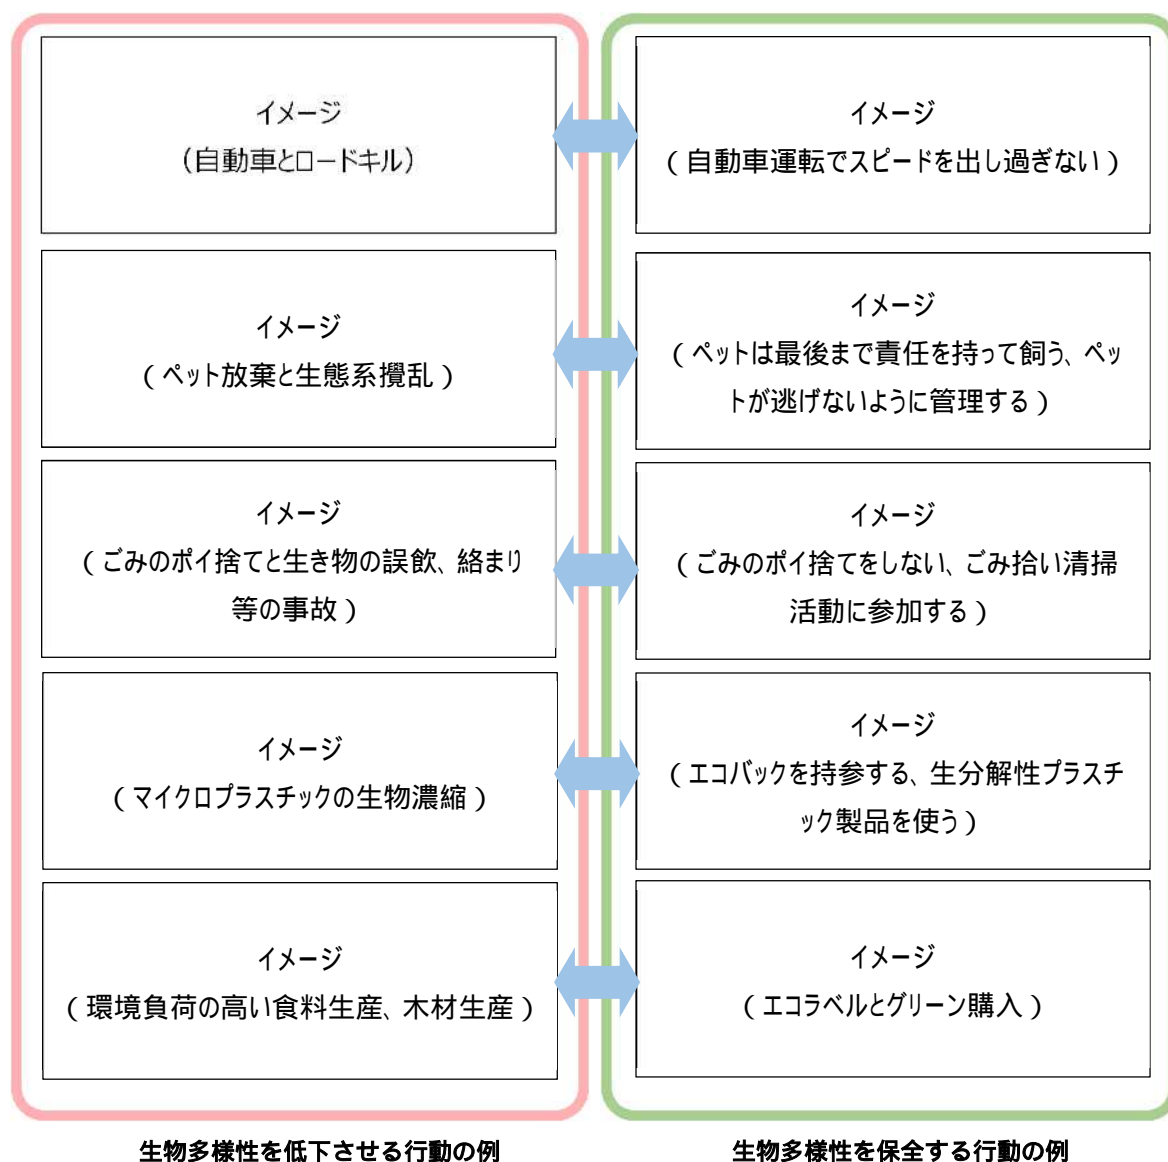 イメージ
（自動車とロードキル）
イメージ
（自動車運転でスピードを出し過ぎない）
イメージ
（ペット放棄と生態系攪乱）
イメージ
（ペットは最後まで責任を持って飼う、ペッ
トが逃げないように管理する）
イメージ
（ごみのポイ捨てと生き物の誤飲、絡まり
等の事故）
イメージ
（ごみのポイ捨てをしない、ごみ拾い清掃
活動に参加する）
イメージ
（マイクロプラスチックの生物濃縮）
イメージ
（エコバックを持参する、生分解性プラスチ
ック製品を使う）
イメージ
（環境負荷の高い食料生産、木材生産）
イメージ
（エコラベルとグリーン購入）
生物多様性を低下させる行動の例
生物多様性を保全する行動の例